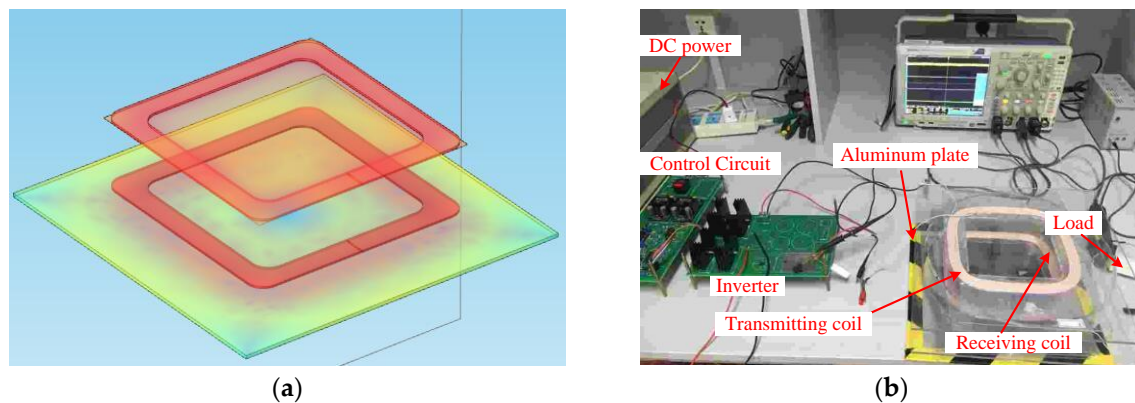 DC power
Control Circuit
Aluminum plate
Load
Inverter
Transmitting coil
Receiving coil
(a)
(b)